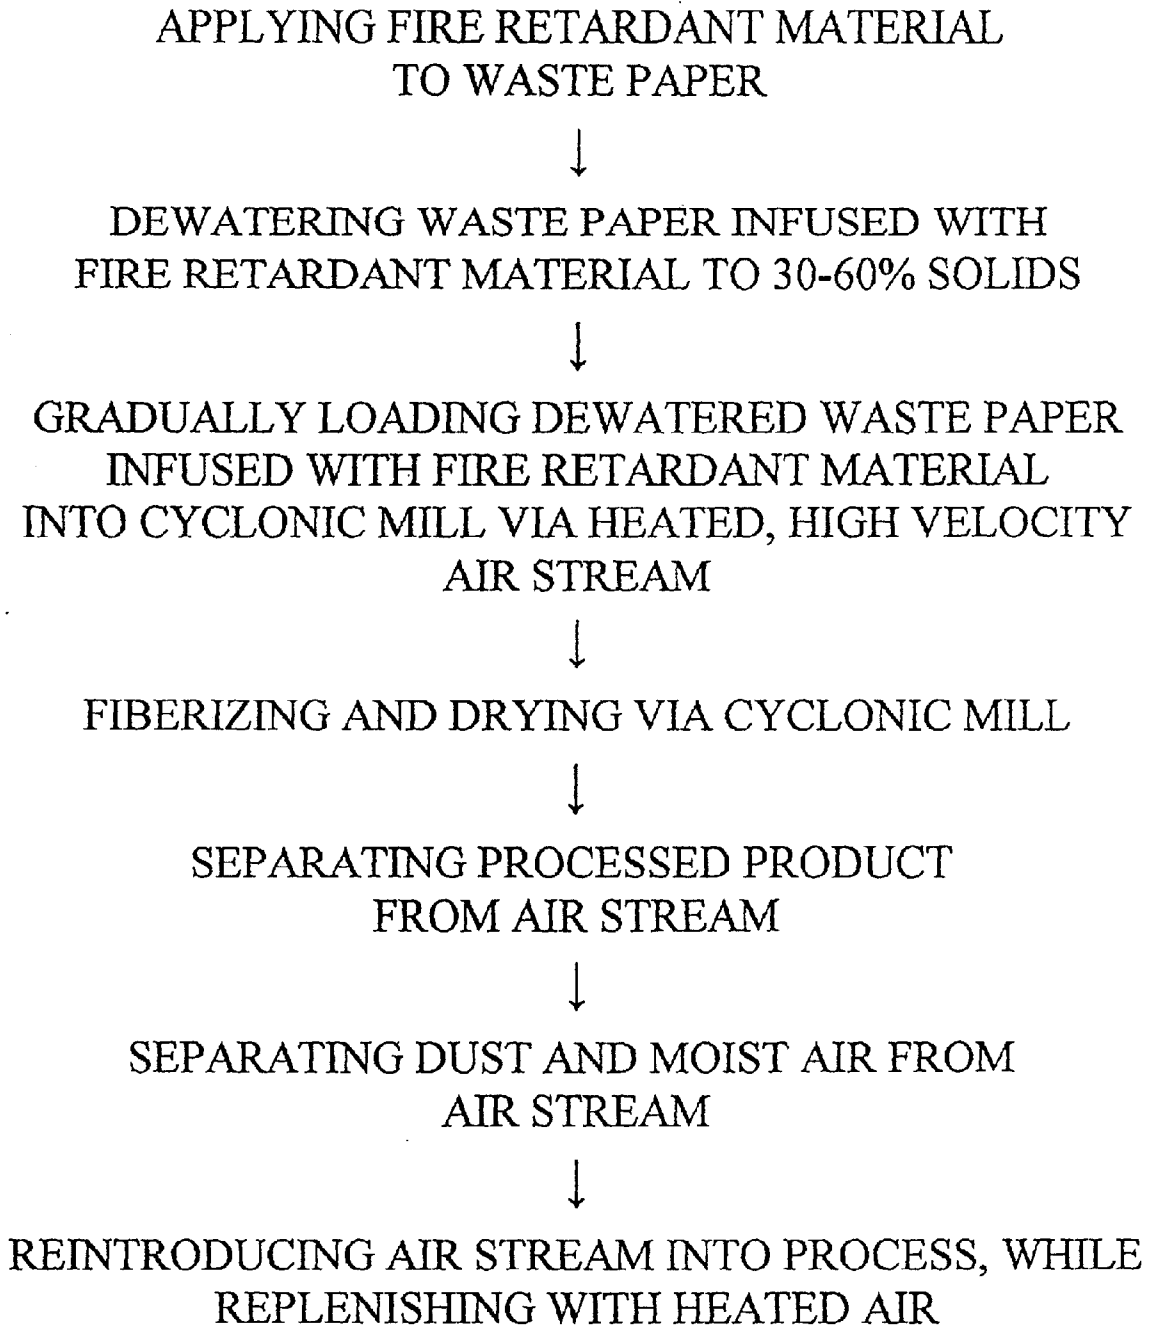 APPLYING FIRE RETARDANT MATERIAL
TO WASTE PAPER
↓
DEWATERING WASTE PAPER INFUSED WITH
FIRE RETARDANT MATERIAL TO 30-60% SOLIDS
↓
GRADUALLY LOADING DEWATERED WASTE PAPER
INFUSED WITH FIRE RETARDANT MATERIAL
INTO CYCLONIC MILL VIA HEATED, HIGH VELOCITY
AIR STREAM
↓
FIBERIZING AND DRYING VIA CYCLONIC MILL
↓
SEPARATING PROCESSED PRODUCT
FROM AIR STREAM
↓
SEPARATING DUST AND MOIST AIR FROM
AIR STREAM
↓
REINTRODUCING AIR STREAM INTO PROCESS, WHILE
REPLENISHING WITH HEATED AIR